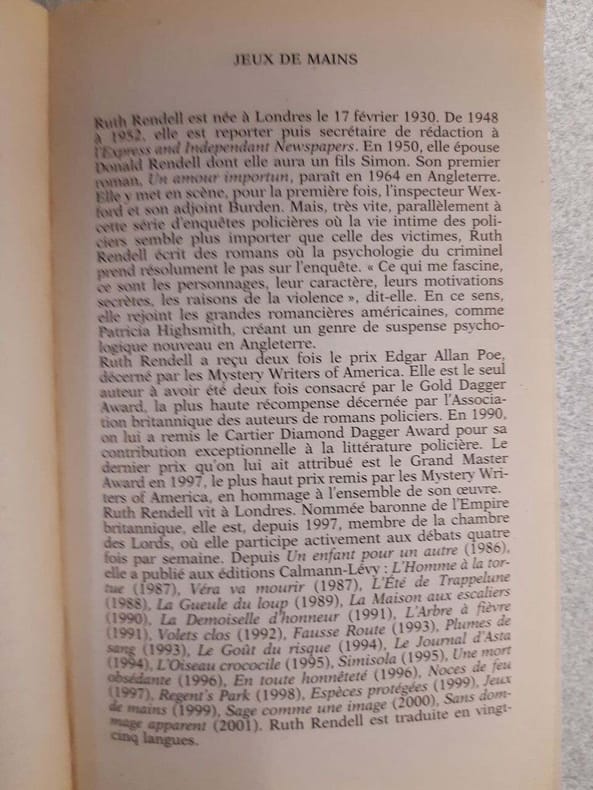 JEUX DE MAINS
Ruth Rendell est née à Londres le 17 février 1930. De 1948
à 1952, elle est reporter puis secrétaire de rédaction à
l'Express and Independant Newspapers. En 1950, elle épouse
Donald Rendell dont elle aura un fils Simon. Son premier
roman, Un amour importun, paraît en 1964 en Angleterre.
Elle y met en scène, pour la première fois, l'inspecteur Wex-
ford et son adjoint Burden. Mais, très vite, parallèlement à
cette série d'enquêtes policières où la vie intime des poli-
ciers semble plus importer que celle des victimes, Ruth
Rendell écrit des romans où la psychologie du criminel
prend résolument le pas sur l'enquête. « Ce qui me fascine,
ce sont les personnages, leur caractère, leurs motivations
secrètes, les raisons de la violence », dit-elle. En ce sens,
elle rejoint les grandes romancières américaines, comme
Patricia Highsmith, créant un genre de suspense psycho-
logique nouveau en Angleterre.
Ruth Rendell a reçu deux fois le prix Edgar Allan Poe,
décerné par les Mystery Writers of America. Elle est le seul
auteur à avoir été deux fois consacré par le Gold Dagger
Award, la plus haute récompense décernée par l'Associa-
tion britannique des auteurs de romans policiers. En 1990,
on lui a remis le Cartier Diamond Dagger Award pour sa
contribution exceptionnelle à la littérature policière. Le
dernier prix qu'on lui ait attribué est le Grand Master
Award en 1997, le plus haut prix remis par les Mystery Wri-
ters of America, en hommage à l'ensemble de son œuvre.
Ruth Rendell vit à Londres. Nommée baronne de l'Empire
britannique, elle est, depuis 1997, membre de la chambre
des Lords, où elle participe activement aux débats quatre
fois par semaine. Depuis Un enfant pour un autre (1986),
elle a publié aux éditions Calmann-Lévy : L'Homme à la tor-
tue (1987), Véra va mourir (1987), L'Été de Trappelune
(1988), La Gueule du loup (1989), La Maison aux escaliers
(1990), La Demoiselle d'honneur (1991), L'Arbre à fièvre
(1991), Volets clos (1992), Fausse Route (1993), Plumes de
sang (1993), Le Goût du risque (1994), Le Journal d'Asta
(1994), L'Oiseau crococile (1995), Simisola (1995), Une mort
obsédante (1996), En toute honnêteté (1996), Noces de feu
(1997), Regent's Park (1998), Espèces protégées (1999), Jeux
de mains (1999), Sage comme une image (2000), Sans dom-
mage apparent (2001). Ruth Rendell est traduite en vingt-
cinq langues.